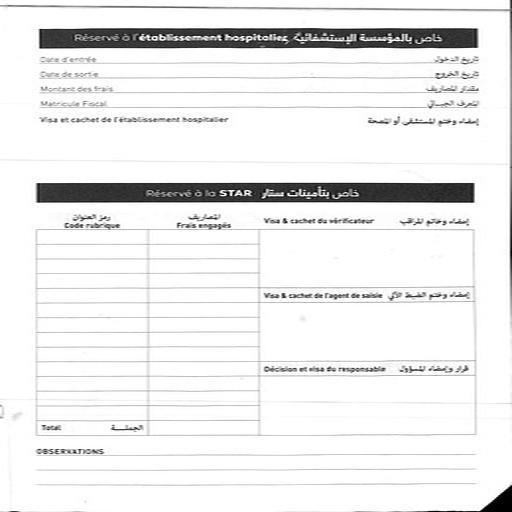 Réservé à l'établissement hospitalier خاص بالمؤسسة الإستشفائية
Date d'entrée تاريخ الدخول
Date de sortie تاريخ الخروج
Montant des frais مقدار المصاريف
Matricule Fiscal المعرف الجبائي
Visa et cachet de l'établissement hospitalier إمضاء وختم المستشفى أو المصحة
Réservé à la STAR خاص بتأمينات ستار
رمز العنوان المصاريف
Code rubrique Frais engagés Visa & cachet du vérificateur إمضاء وخاتم المراقب
Visa & cachet de l'agent de saisie إمضاء وختم الضبط الآلي
Décision et visa du responsable قرار وإمضاء المسؤول
Total الجملـــة
OBSERVATIONS